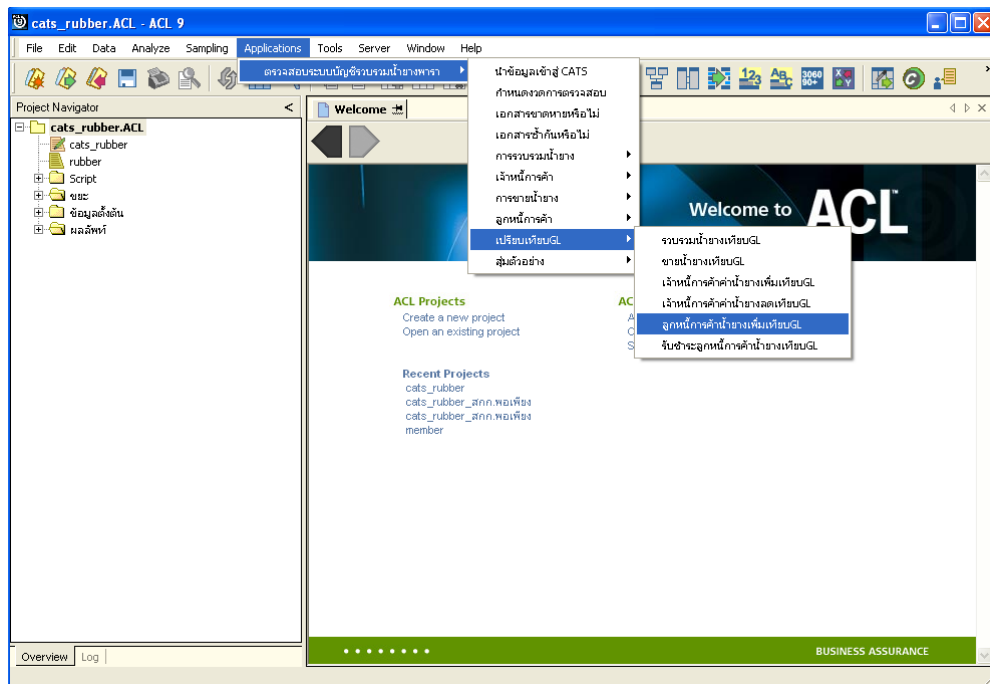 cats_rubber.ACL - ACL 9
File Edit Data Analyze Sampling Applications Tools Server Window Help
ตรวจสอบระบบบัญชีรวบรวมน้ำยางพารา
นำข้อมูลเข้าสู่ CATS
กำหนดงวดการตรวจสอบ
เอกสารขาดหายหรือไม่
เอกสารซ้ำกันหรือไม่
การรวบรวมน้ำยาง
เจ้าหนี้การค้า
การขายน้ำยาง
ลูกหนี้การค้า
เปรียบเทียบGL
สุ่มตัวอย่าง
รวบรวมน้ำยางเทียบGL
ขายน้ำยางเทียบGL
เจ้าหนี้การค้าค่าน้ำยางเพิ่มเทียบGL
เจ้าหนี้การค้าค่าน้ำยางลดเทียบGL
ลูกหนี้การค้าน้ำยางเพิ่มเทียบGL
รับชำระลูกหนี้การค้าน้ำยางเทียบGL
Project Navigator <
cats_rubber.ACL
cats_rubber
rubber
Script
ขยะ
ข้อมูลตั้งต้น
ผลลัพท์
Welcome
Welcome to ACL™
ACL Projects
Create a new project
Open an existing project
AC
A
C
S
Recent Projects
cats_rubber
cats_rubber_สกก.พอเพียง
cats_rubber_สกก.พอเพียง
member
BUSINESS ASSURANCE
Overview Log